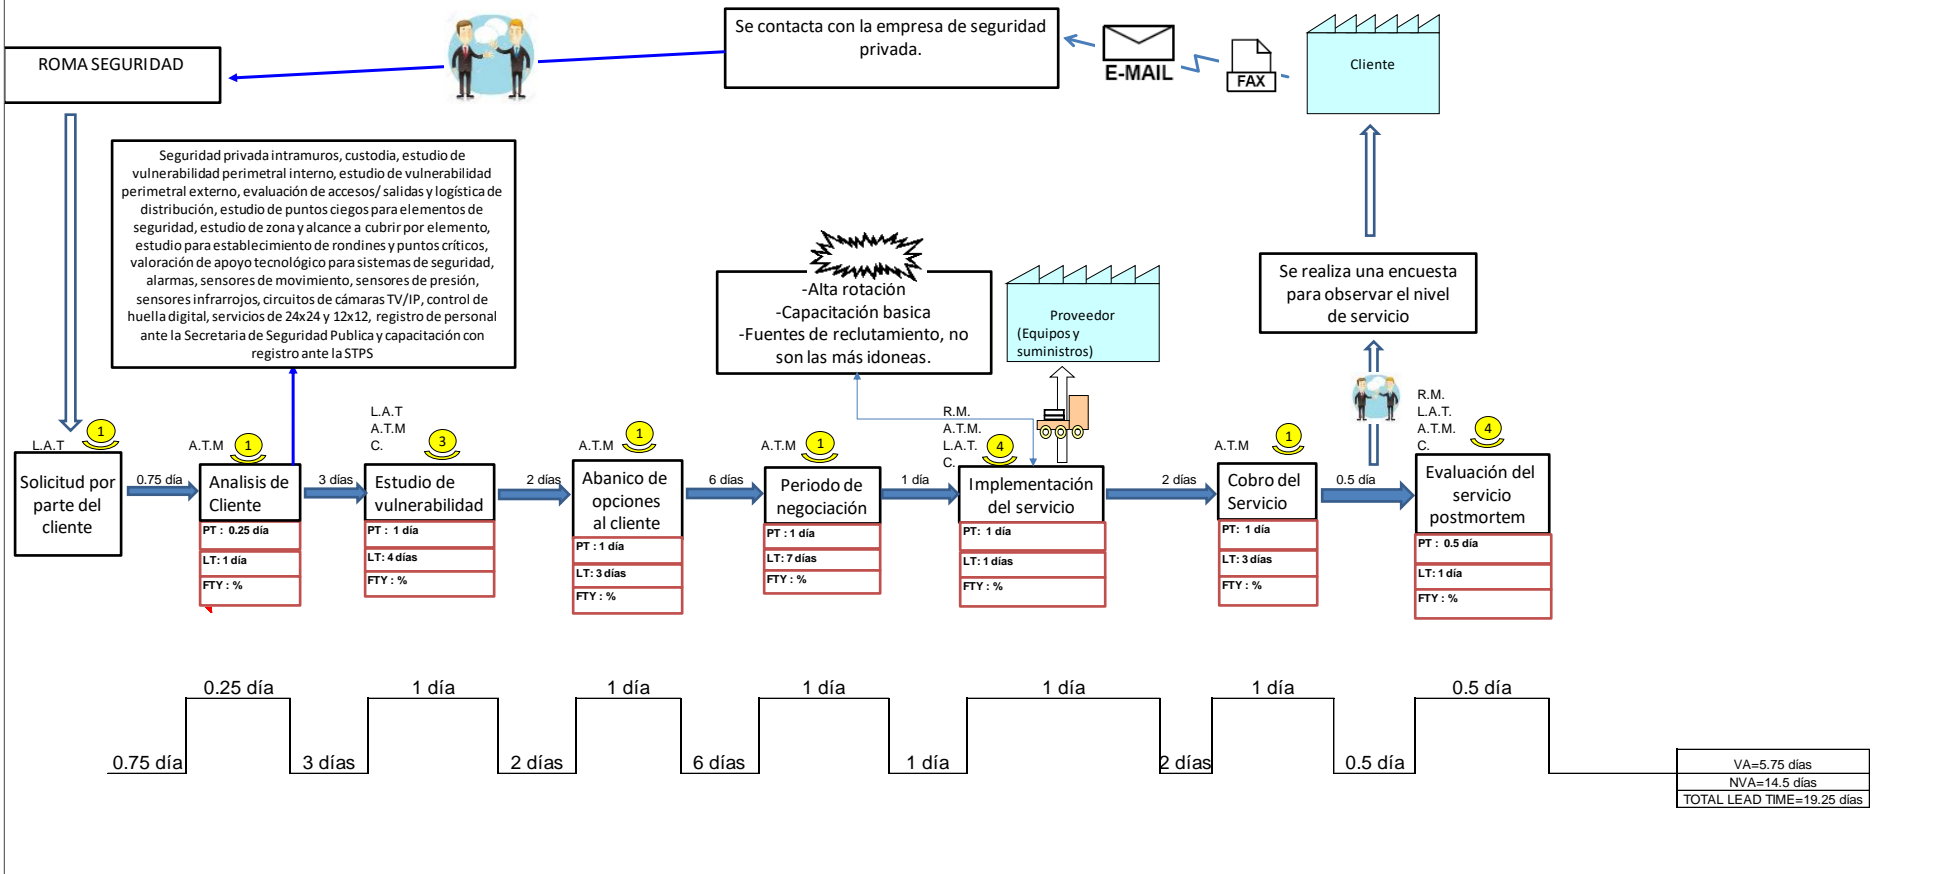 ROMA SEGURIDAD
Se contacta con la empresa de seguridad
privada.
E-MAIL
FAX
Cliente
Seguridad privada intramuros, custodia, estudio de
vulnerabilidad perimetral interno, estudio de vulnerabilidad
perimetral externo, evaluación de accesos/ salidas y logística de
distribución, estudio de puntos ciegos para elementos de
seguridad, estudio de zona y alcance a cubrir por elemento,
estudio para establecimiento de rondines y puntos críticos,
valoración de apoyo tecnológico para sistemas de seguridad,
alarmas, sensores de movimiento, sensores de presión,
sensores infrarrojos, circuitos de cámaras TV/IP, control de
huella digital, servicios de 24x24 y 12x12, registro de personal
ante la Secretaria de Seguridad Publica y capacitación con
registro ante la STPS
-Alta rotación
-Capacitación basica
-Fuentes de reclutamiento, no
son las más idoneas.
Proveedor
(Equipos y
suministros)
Se realiza una encuesta
para observar el nivel
de servicio
L.A.T
1
Solicitud por
parte del
cliente
0.75 día
A.T.M
1
Analisis de
Cliente
PT : 0.25 día
LT: 1 día
FTY : %
3 días
L.A.T
A.T.M
C.
3
Estudio de
vulnerabilidad
PT : 1 día
LT: 4 días
FTY : %
2 días
A.T.M
1
Abanico de
opciones
al cliente
PT : 1 día
LT: 3 días
FTY : %
6 días
A.T.M
1
Periodo de
negociación
PT : 1 día
LT: 7 días
FTY : %
1 día
R.M.
A.T.M.
L.A.T.
C.
4
Implementación
del servicio
PT: 1 día
LT: 1 días
FTY : %
2 días
A.T.M
1
Cobro del
Servicio
PT: 1 día
LT: 3 días
FTY : %
0.5 día
R.M.
L.A.T.
A.T.M.
C.
4
Evaluación del
servicio
postmortem
PT : 0.5 día
LT: 1 día
FTY : %
0.25 día
1 día
1 día
1 día
1 día
1 día
0.5 día
0.75 día
3 días
2 días
6 días
1 día
2 días
0.5 día
VA=5.75 días
NVA=14.5 días
TOTAL LEAD TIME=19.25 días